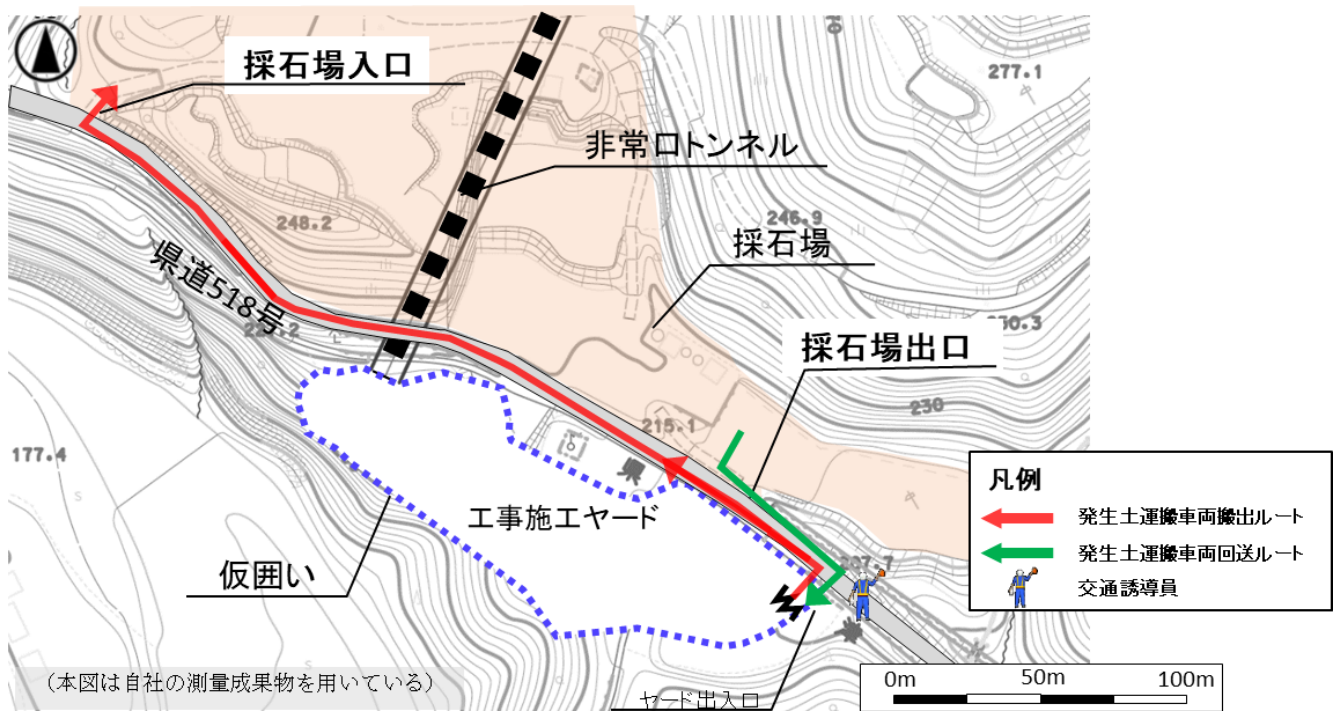 採石場入口
277.1
非常口トンネル
248.2
246.9
採石場
県道518号
採石場出口
230
215.1
177.4
県
工事施工ヤード
仮囲い
凡例
発生土運搬車両搬出ルート
発生土運搬車両回送ルート
交通誘導員
(本図は自社の測量成果物を用いている)
ヤード出入口
0m 50m 100m